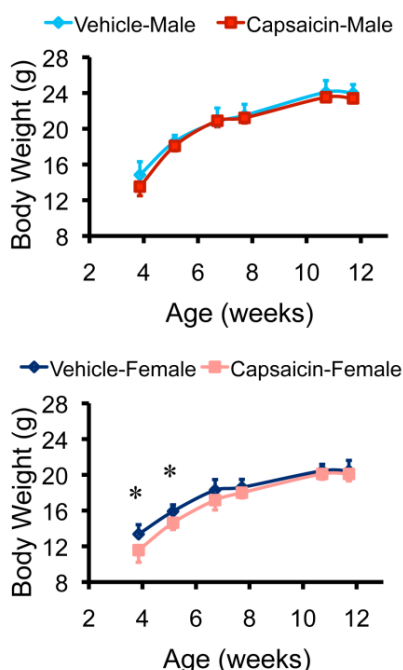 Vehicle-Male Capsaicin-Male
Body Weight (g)
28
24
20
16
12
8
2 4 6 8 10 12
Age (weeks)
Vehicle-Female Capsaicin-Female
Body Weight (g)
28
24
20
16
12
8
* *
2 4 6 8 10 12
Age (weeks)